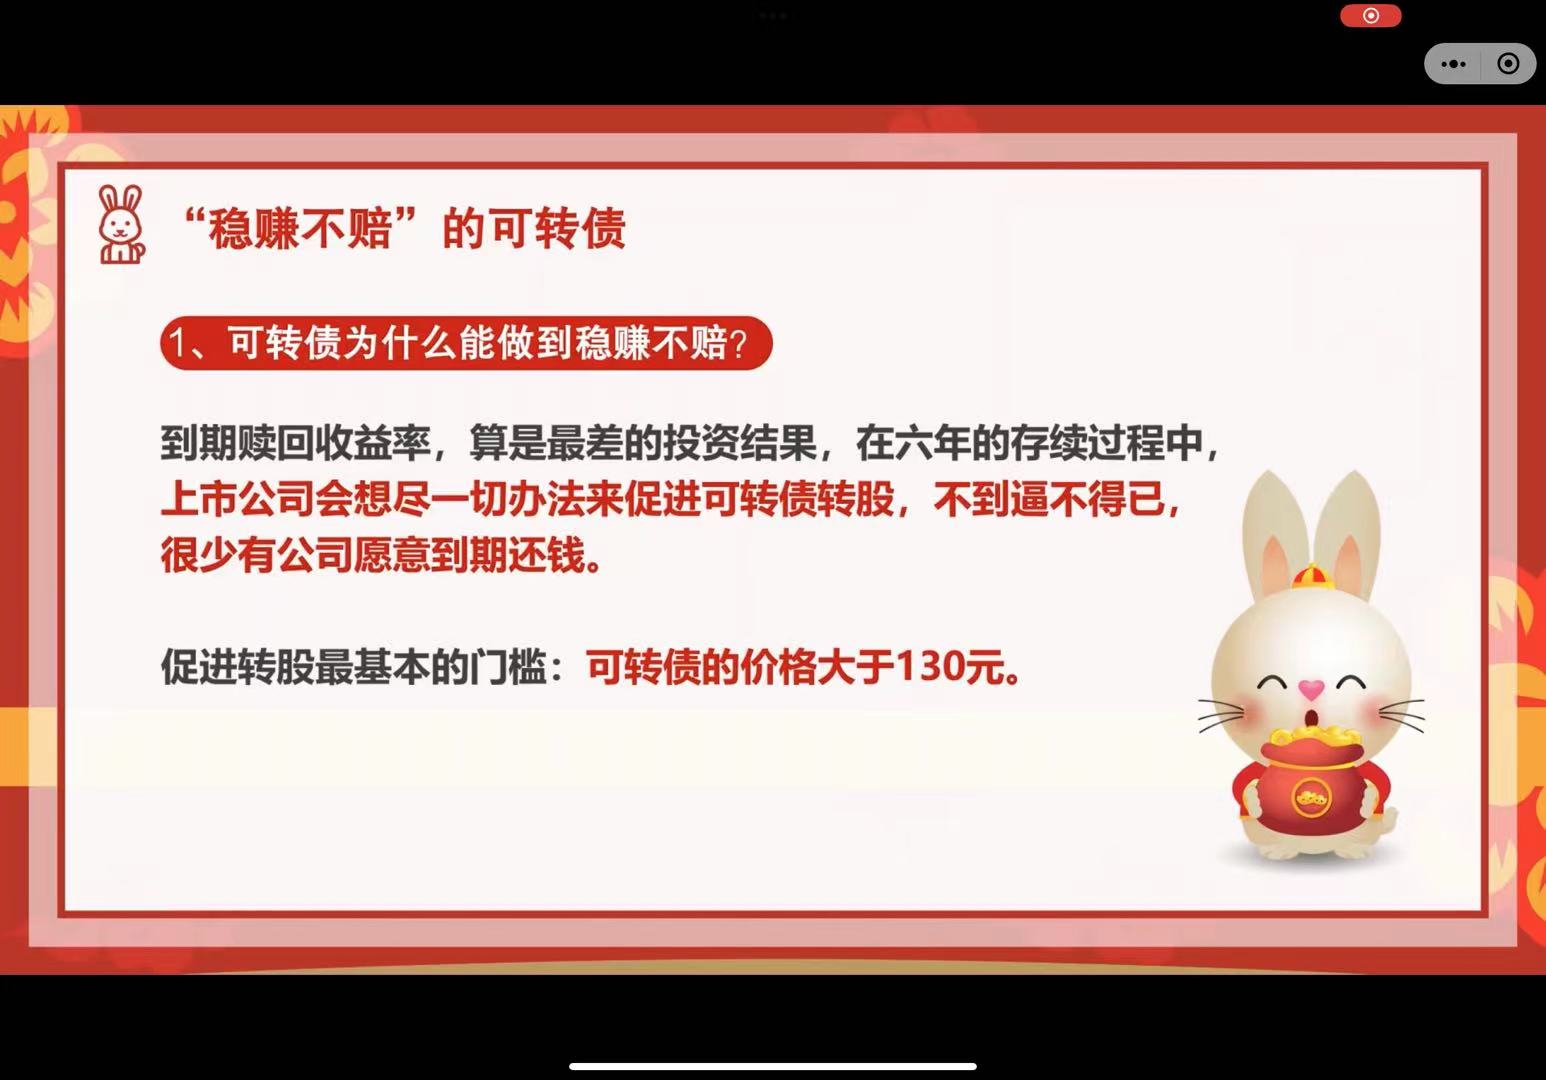 “稳赚不赔”的可转债
1、可转债为什么能做到稳赚不赔？
到期赎回收益率，算是最差的投资结果，在六年的存续过程中，
上市公司会想尽一切办法来促进可转债转股，不到逼不得已，
很少有公司愿意到期还钱。
促进转股最基本的门槛：可转债的价格大于130元。